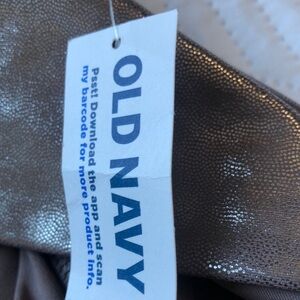 OLD NAVY
Psst! Download the app and scan
my barcode for more product info.